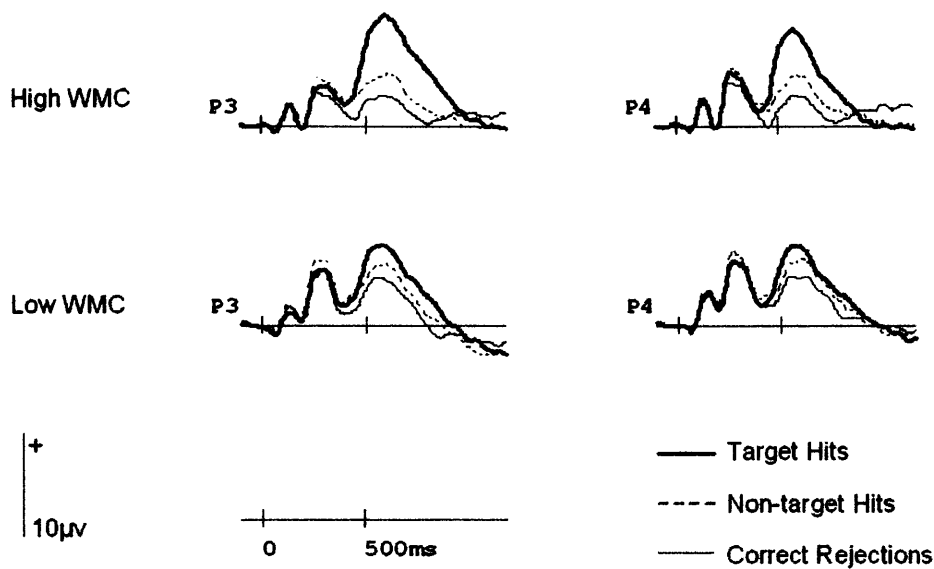 High WMC
P3
P4
Low WMC
P3
P4
+
10µv
0 500ms
Target Hits
Non-target Hits
Correct Rejections